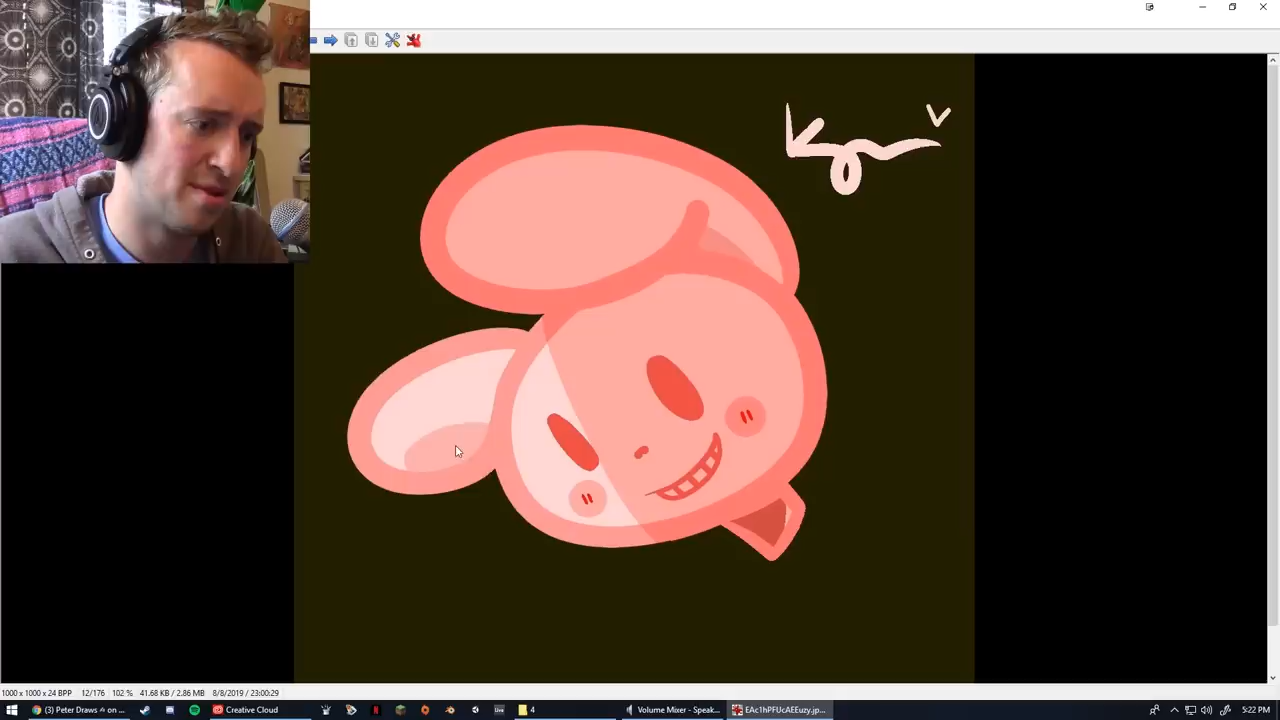 1000 x 1000 x 24 BPP 12/176 102 % 41.68 KB / 2.86 MB 8/8/2019 / 23:00:29
(3) Peter Draws ✍ on ... Creative Cloud Live 4 Volume Mixer - Speak... EAc1hPFUcAEEuzy.jp... 5:22 PM